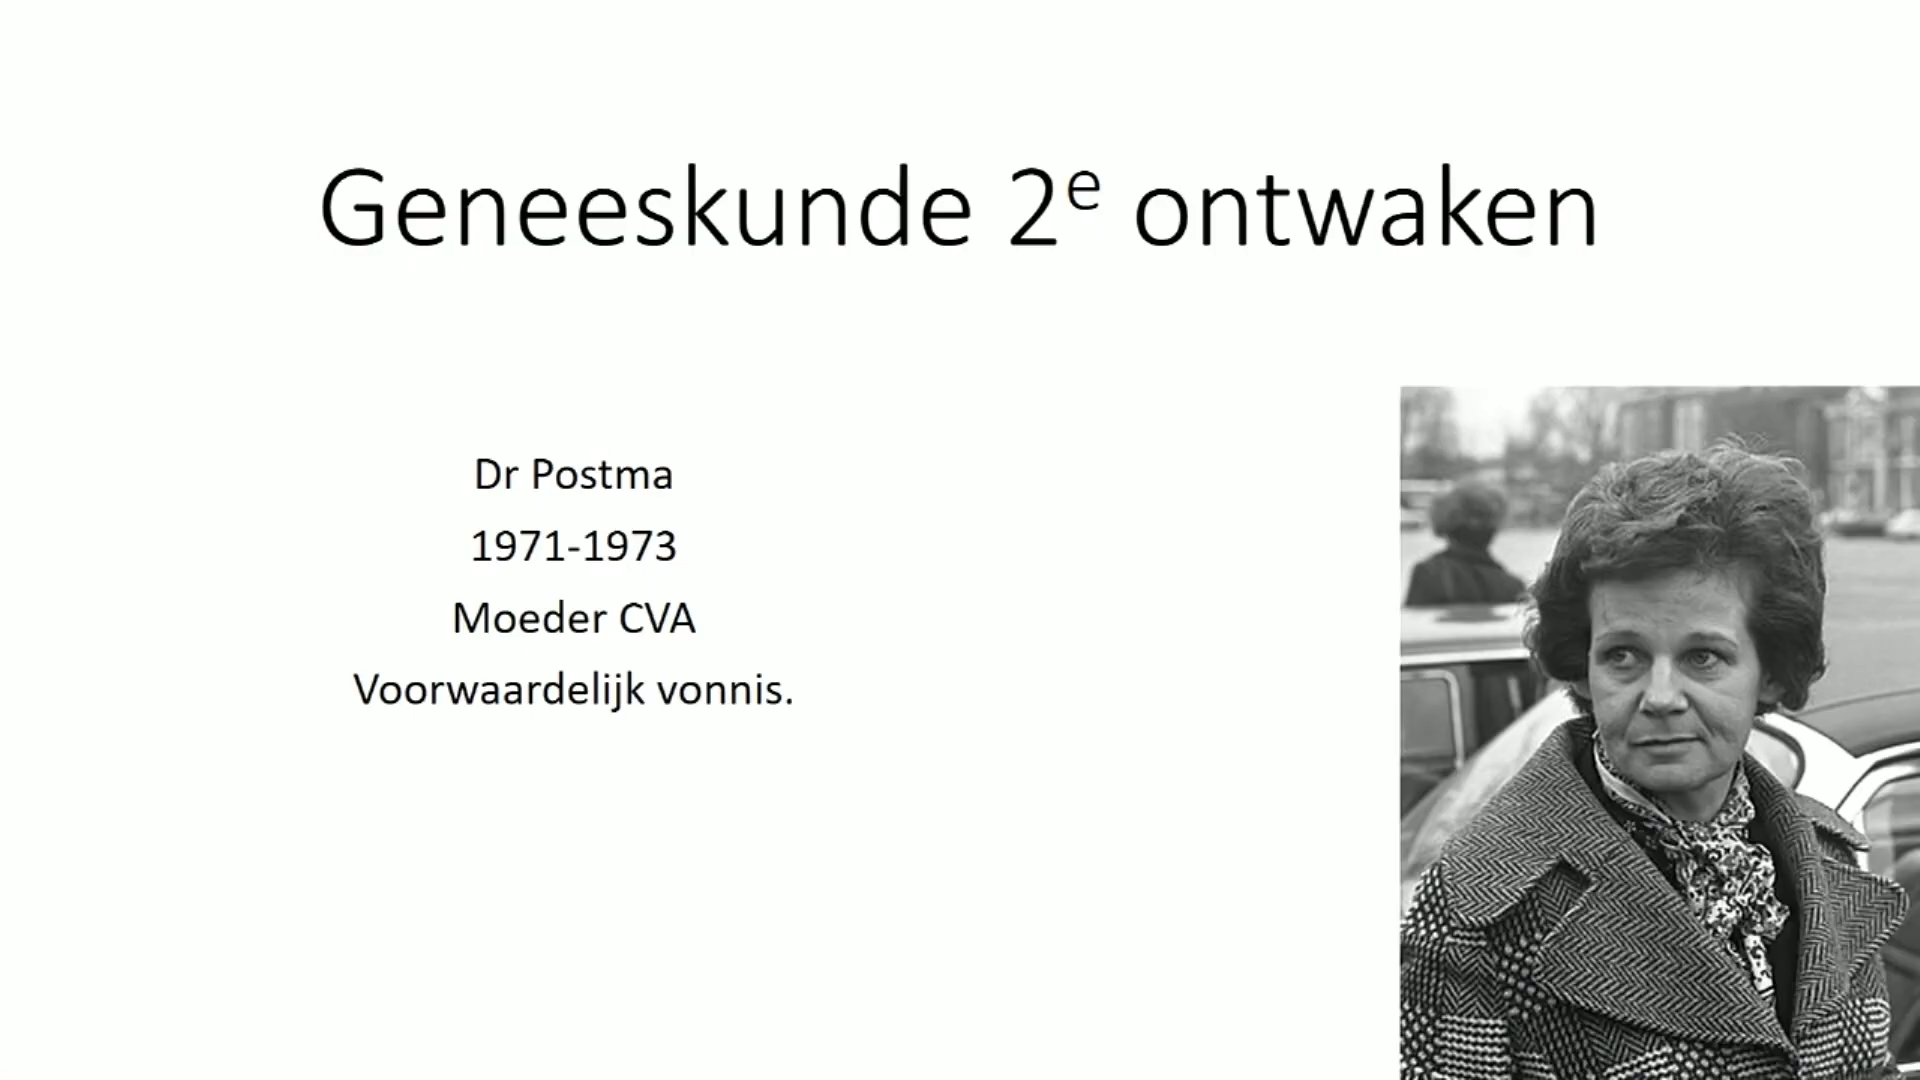 Geneeskunde 2e ontwaken
Dr Postma
1971-1973
Moeder CVA
Voorwaardelijk vonnis.